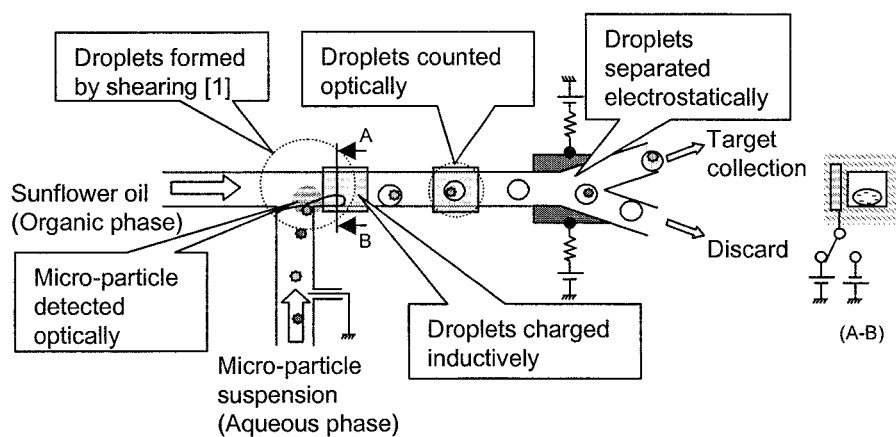 Droplets formed
by shearing [1]
Droplets counted
optically
Droplets
separated
electrostatically
A
Target
collection
Sunflower oil
(Organic phase)
B
Discard
Micro-particle
detected
optically
Droplets charged
inductively
(A-B)
Micro-particle
suspension
(Aqueous phase)